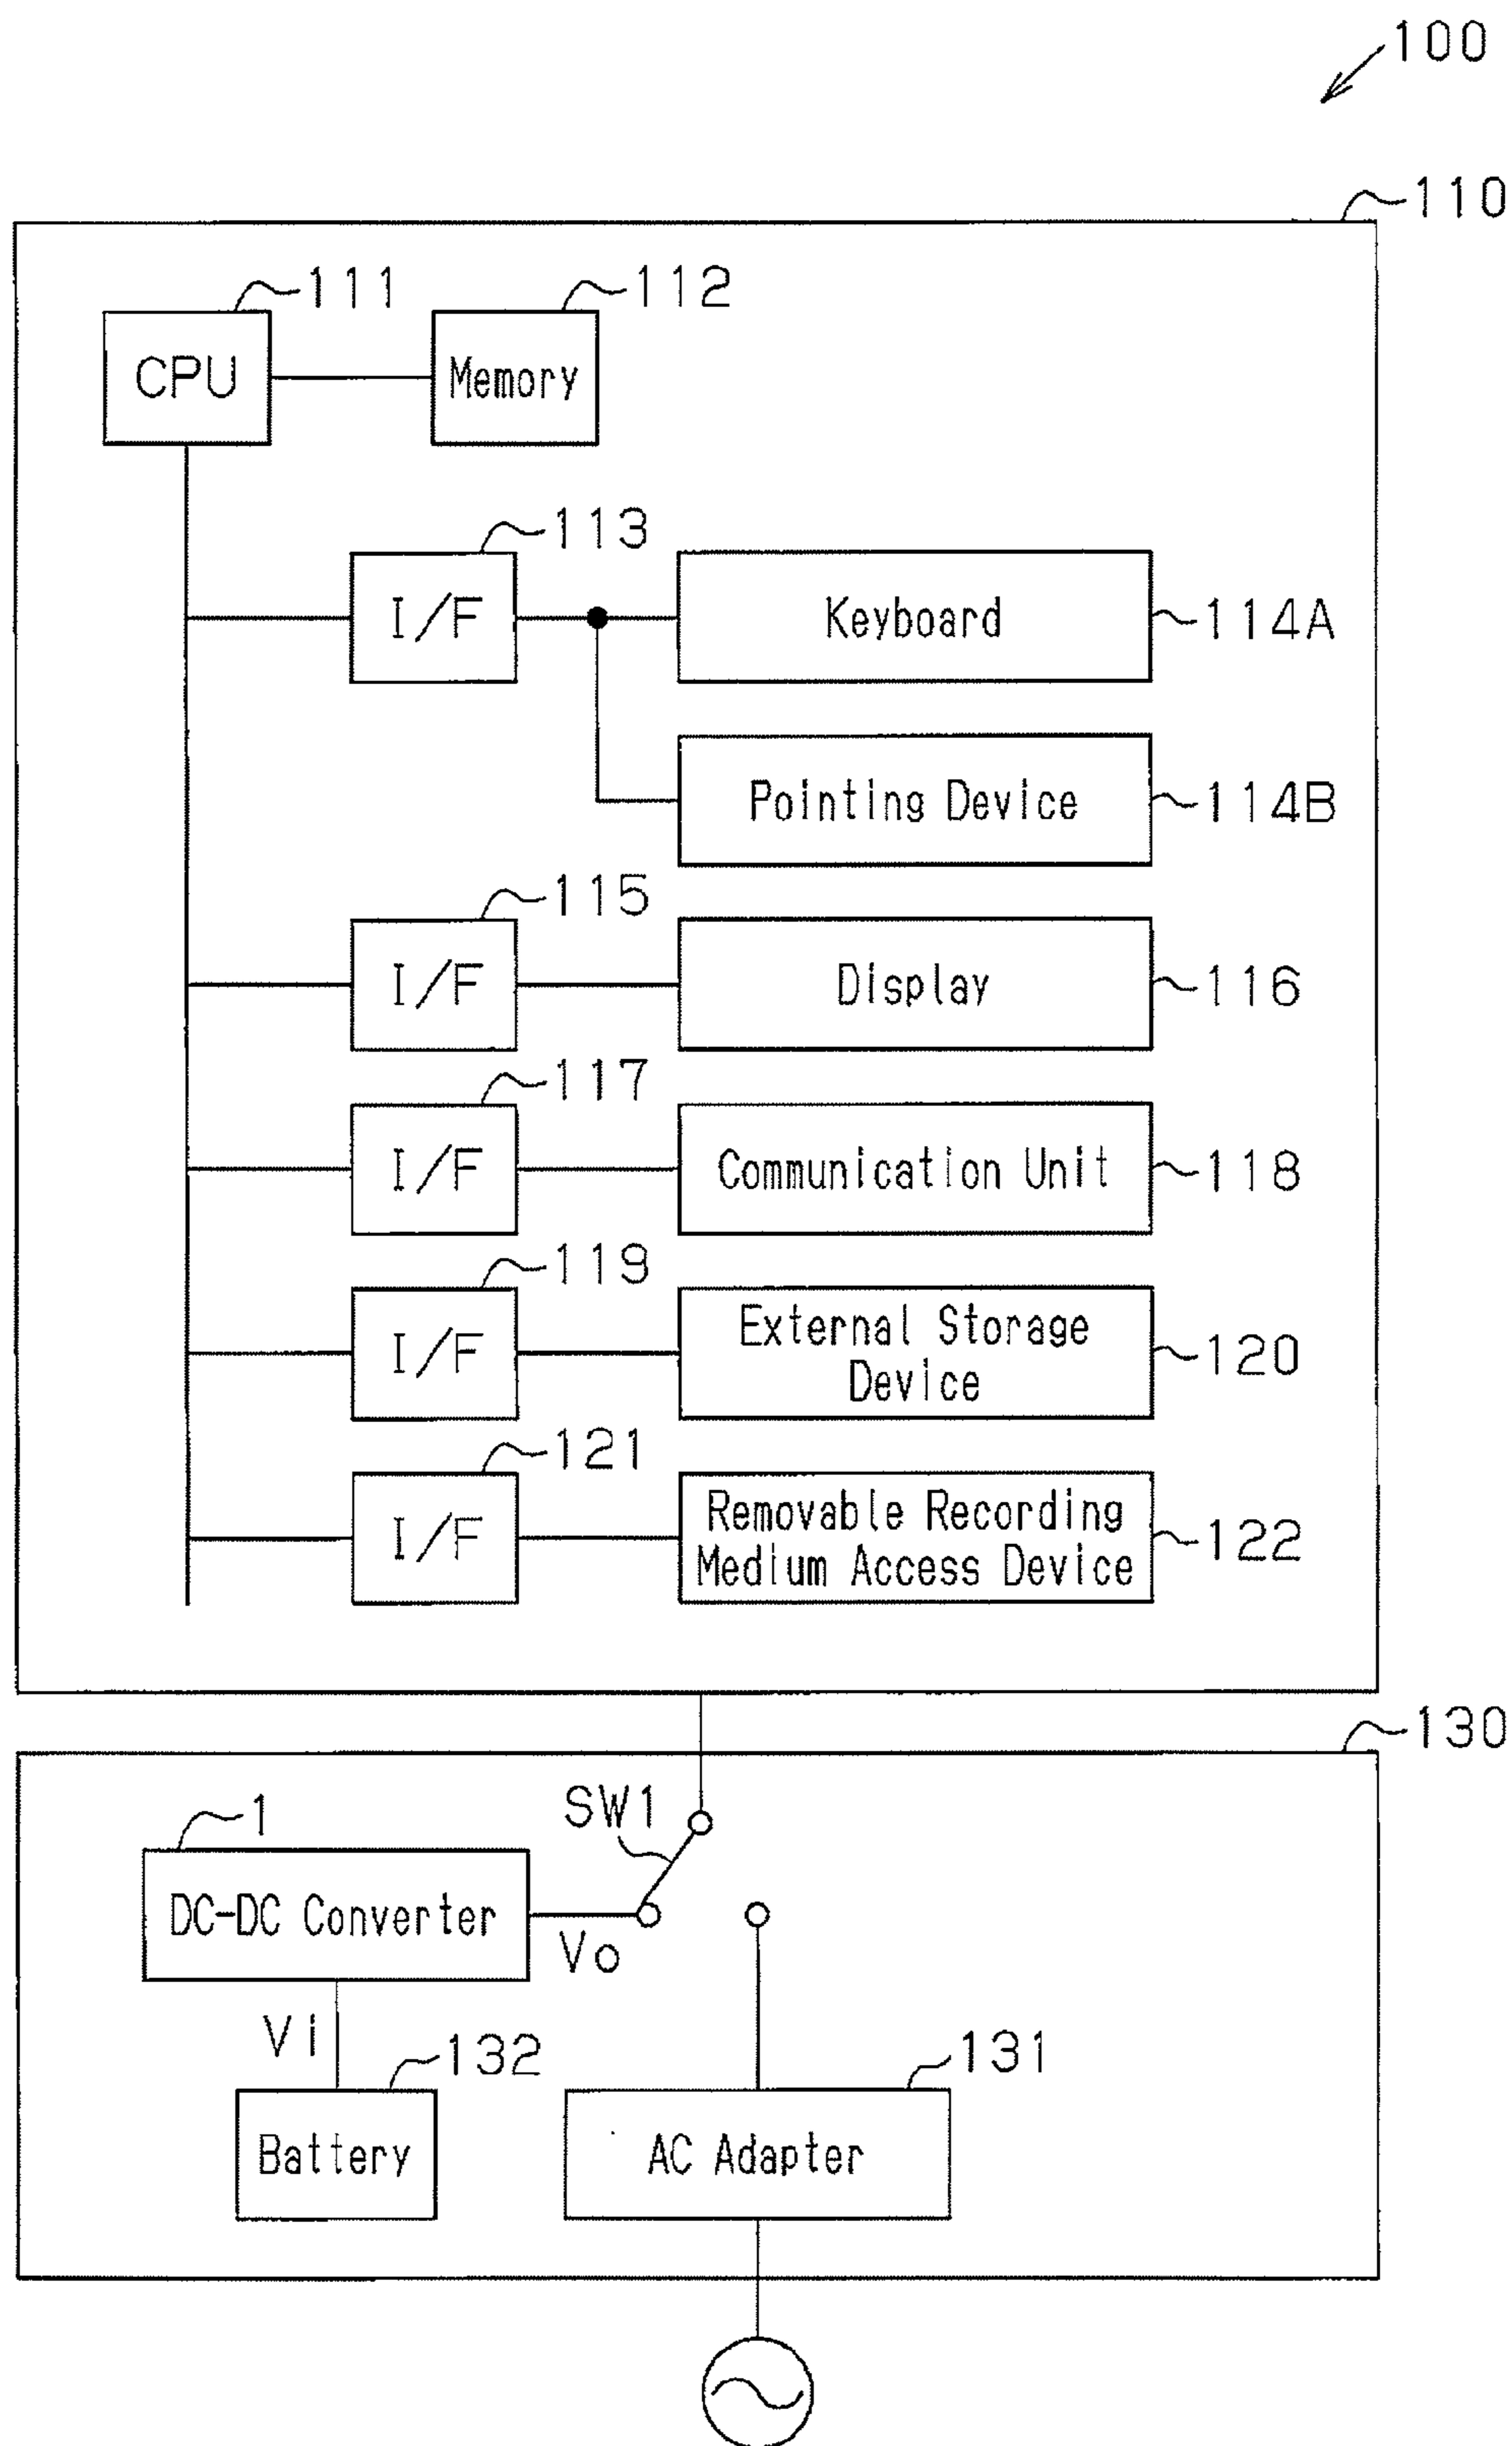 100
110
111
112
CPU
Memory
113
I/F
Keyboard
114A
Pointing Device
114B
115
I/F
Display
116
117
I/F
Communication Unit
118
119
I/F
External Storage
Device
120
121
I/F
Removable Recording
Medium Access Device
122
130
1
SW1
DC-DC Converter
Vo
Vi
132
131
Battery
AC Adapter